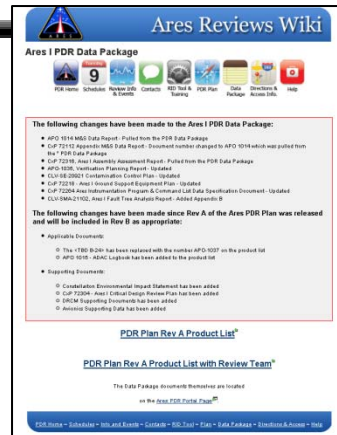 ARES
Ares Reviews Wiki
Ares I PDR Data Package
TUESDAY
9
PDR Home
Schedules
Review Info
& Events
Contacts
RID Tool &
Training
PDR Plan
Data
Package
Directions &
Access Info.
Help
The following changes have been made to the Ares I PDR Data Package:
APO 1014 M&S Data Report - Pulled from the PDR Data Package
CxP 72112 Appendix M&S Data Report - Document number changed to APO 1014 which was pulled from
the " PDR Data Package
CxP 72318, Ares I Assembly Assessment Report - Pulled from the PDR Data Package
APO-1035, Verification Planning Report - Updated
CLV-SE-20921 Contamination Control Plan - Updated
CxP 72218 - Ares I Ground Support Equipment Plan - Updated
CxP 72264 Ares Instrumentation Program & Command List Data Specification Document - Updated
CLV-SMA-21102, Ares I Fault Tree Analysis Report - Added Appendix B
The following changes have been made since Rev A of the Ares PDR Plan was released
and will be included in Rev B as appropriate:
Applicable Documents:
The <TBD B-24> has been replaced with the number APO-1037 on the product list
APO 1018 - ADAC Logbook has been added to the product list
Supporting Documents:
Constellation Environmental Impact Statement has been added
CxP 72304 - Ares I Critical Design Review Plan has been added
DRCM Supporting Documents has been added
Avionics Supporting Data has been added
PDR Plan Rev A Product List
PDR Plan Rev A Product List with Review Team
The Data Package documents themselves are located
on the Ares PDR Portal Page
PDR Home ~ Schedules ~ Info and Events ~ Contacts ~ RID Tool ~ Plan ~ Data Package ~ Directions & Access ~ Help